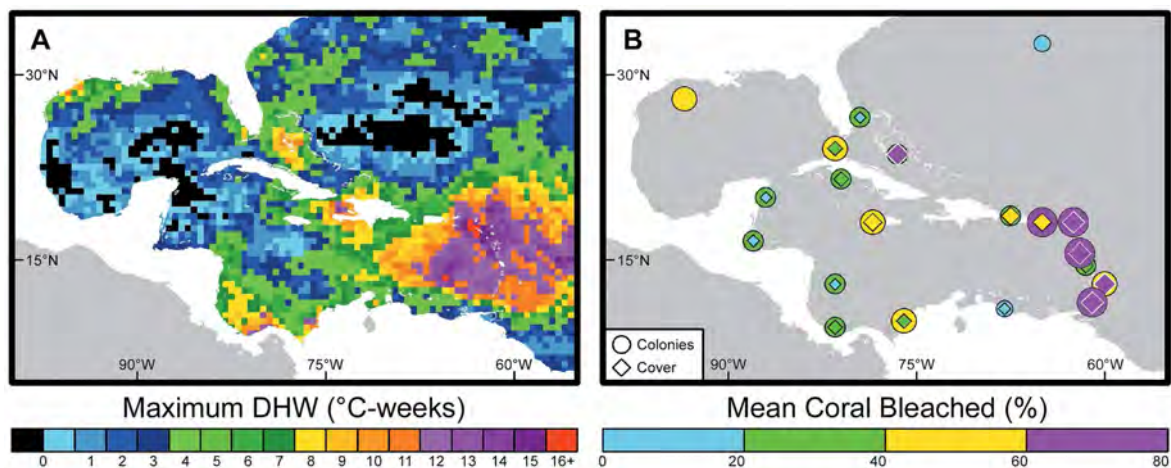 A
30°N
15°N
90°W 75°W 60°W
Maximum DHW (°C-weeks)
0 1 2 3 4 5 6 7 8 9 10 11 12 13 14 15 16+
B
30°N
15°N
Colonies
Cover
90°W 75°W 60°W
Mean Coral Bleached (%)
0 20 40 60 80